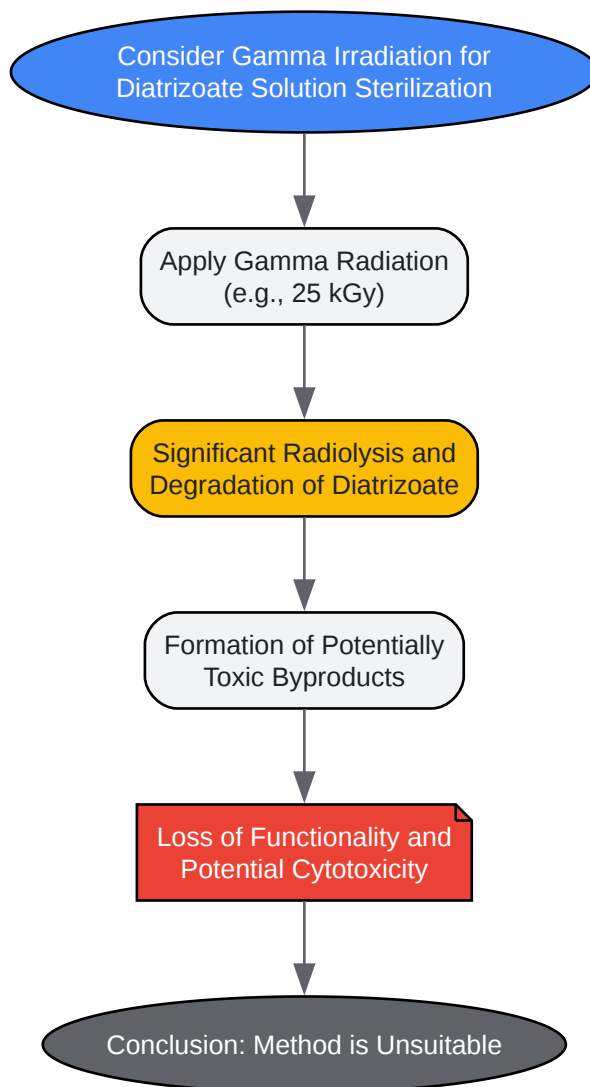 Consider Gamma Irradiation for
Diatrizoate Solution Sterilization
Apply Gamma Radiation
(e.g., 25 kGy)
Significant Radiolysis and
Degradation of Diatrizoate
Formation of Potentially
Toxic Byproducts
Loss of Functionality and
Potential Cytotoxicity
Conclusion: Method is Unsuitable